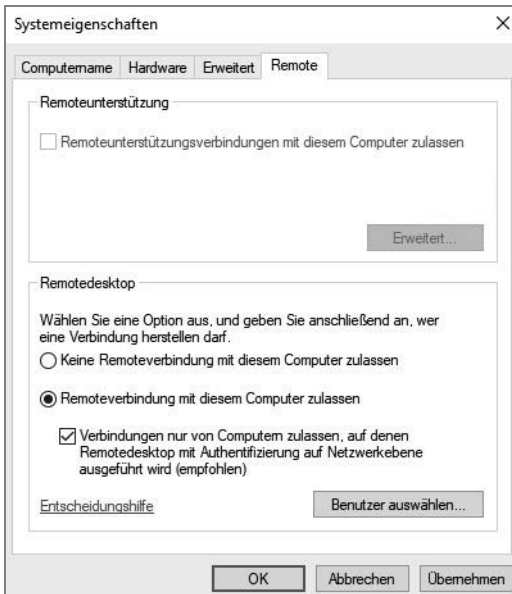 Systemeigenschaften
Computername Hardware Erweitert Remote
Remoteunterstützung
Remoteunterstützungsverbindungen mit diesem Computer zulassen
Erweitert...
Remotedesktop
Wählen Sie eine Option aus, und geben Sie anschließend an, wer
eine Verbindung herstellen darf.
Keine Remoteverbindung mit diesem Computer zulassen
Remoteverbindung mit diesem Computer zulassen
Verbindungen nur von Computern zulassen, auf denen
Remotedesktop mit Authentifizierung auf Netzwerkebene
ausgeführt wird (empfohlen)
Entscheidungshilfe
Benutzer auswählen...
OK Abbrechen Übernehmen